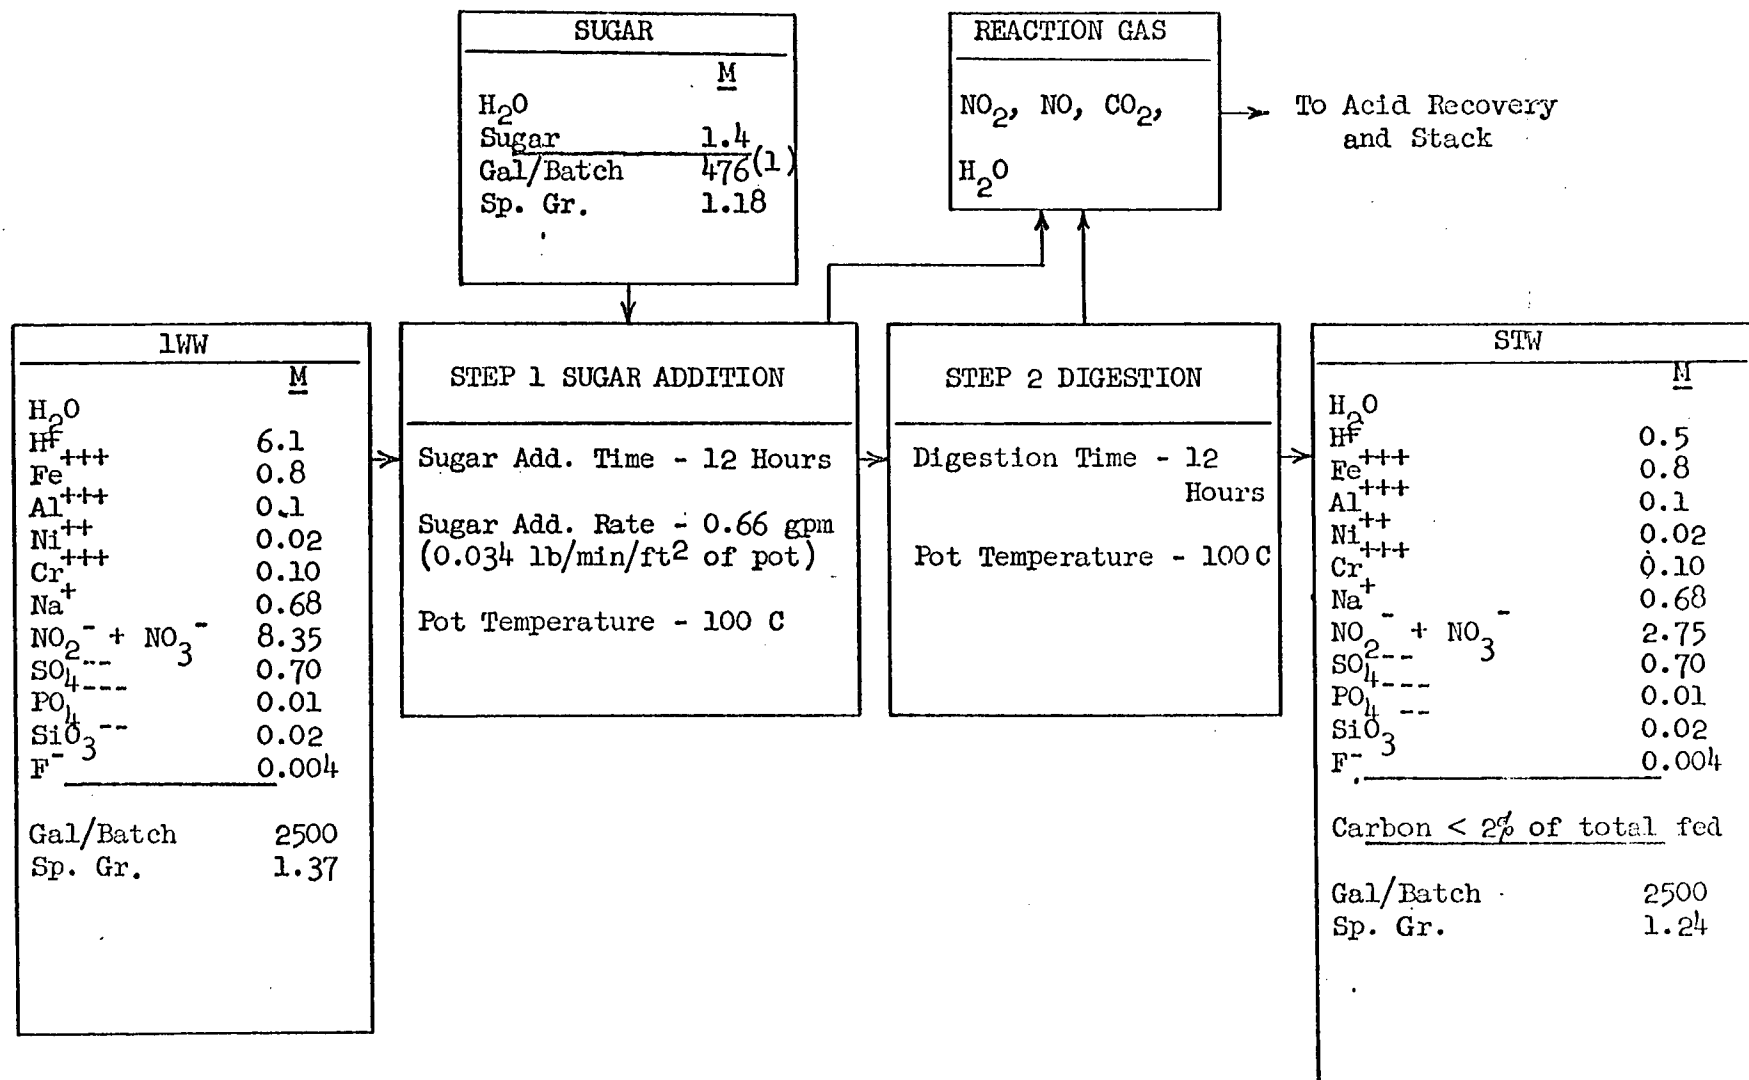 SUGAR
M
H2O
Sugar 1.4
Gal/Batch 476(1)
Sp. Gr. 1.18
REACTION GAS
NO2, NO, CO2,
H2O
To Acid Recovery
and Stack
1WW
M
H2O
H+ 6.1
Fe+++ 0.8
Al+++ 0.1
Ni++ 0.02
Cr+++ 0.10
Na+ 0.68
NO2- + NO3- 8.35
SO4-- 0.70
PO4--- 0.01
SiO3-- 0.02
F- 0.004
Gal/Batch 2500
Sp. Gr. 1.37
STEP 1 SUGAR ADDITION
Sugar Add. Time - 12 Hours
Sugar Add. Rate - 0.66 gpm
(0.034 lb/min/ft2 of pot)
Pot Temperature - 100 C
STEP 2 DIGESTION
Digestion Time - 12
Hours
Pot Temperature - 100 C
STW
M
H2O
H+ 0.5
Fe+++ 0.8
Al+++ 0.1
Ni++ 0.02
Cr+++ 0.10
Na+ 0.68
NO2- + NO3- 2.75
SO4-- 0.70
PO4--- 0.01
SiO3-- 0.02
F- 0.004
Carbon < 2% of total fed
Gal/Batch 2500
Sp. Gr. 1.24